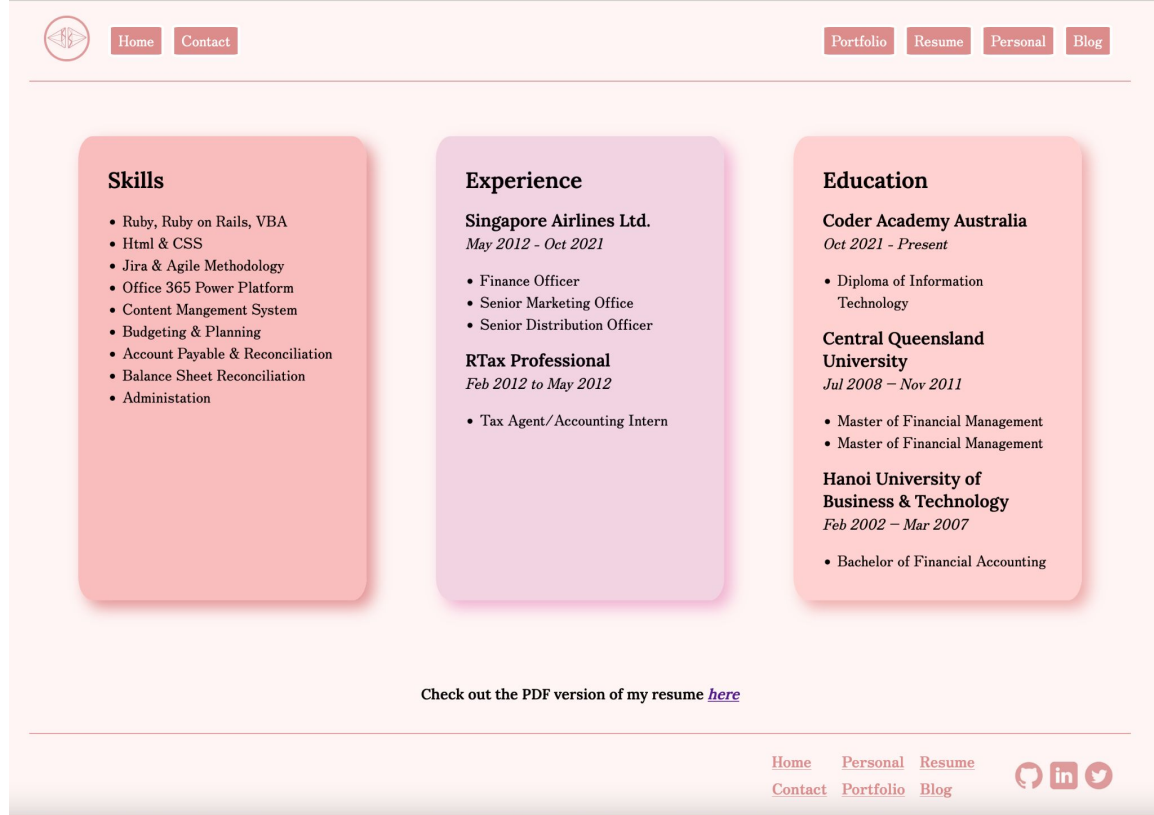 Home Contact Portfolio Resume Personal Blog
Skills
Ruby, Ruby on Rails, VBA
Html & CSS
Jira & Agile Methodology
Office 365 Power Platform
Content Mangement System
Budgeting & Planning
Account Payable & Reconciliation
Balance Sheet Reconciliation
Administation
Experience
Singapore Airlines Ltd.
May 2012 - Oct 2021
Finance Officer
Senior Marketing Office
Senior Distribution Officer
RTax Professional
Feb 2012 to May 2012
Tax Agent/Accounting Intern
Education
Coder Academy Australia
Oct 2021 - Present
Diploma of Information
Technology
Central Queensland
University
Jul 2008 – Nov 2011
Master of Financial Management
Master of Financial Management
Hanoi University of
Business & Technology
Feb 2002 – Mar 2007
Bachelor of Financial Accounting
Check out the PDF version of my resume here
Home Personal Resume
Contact Portfolio Blog
in